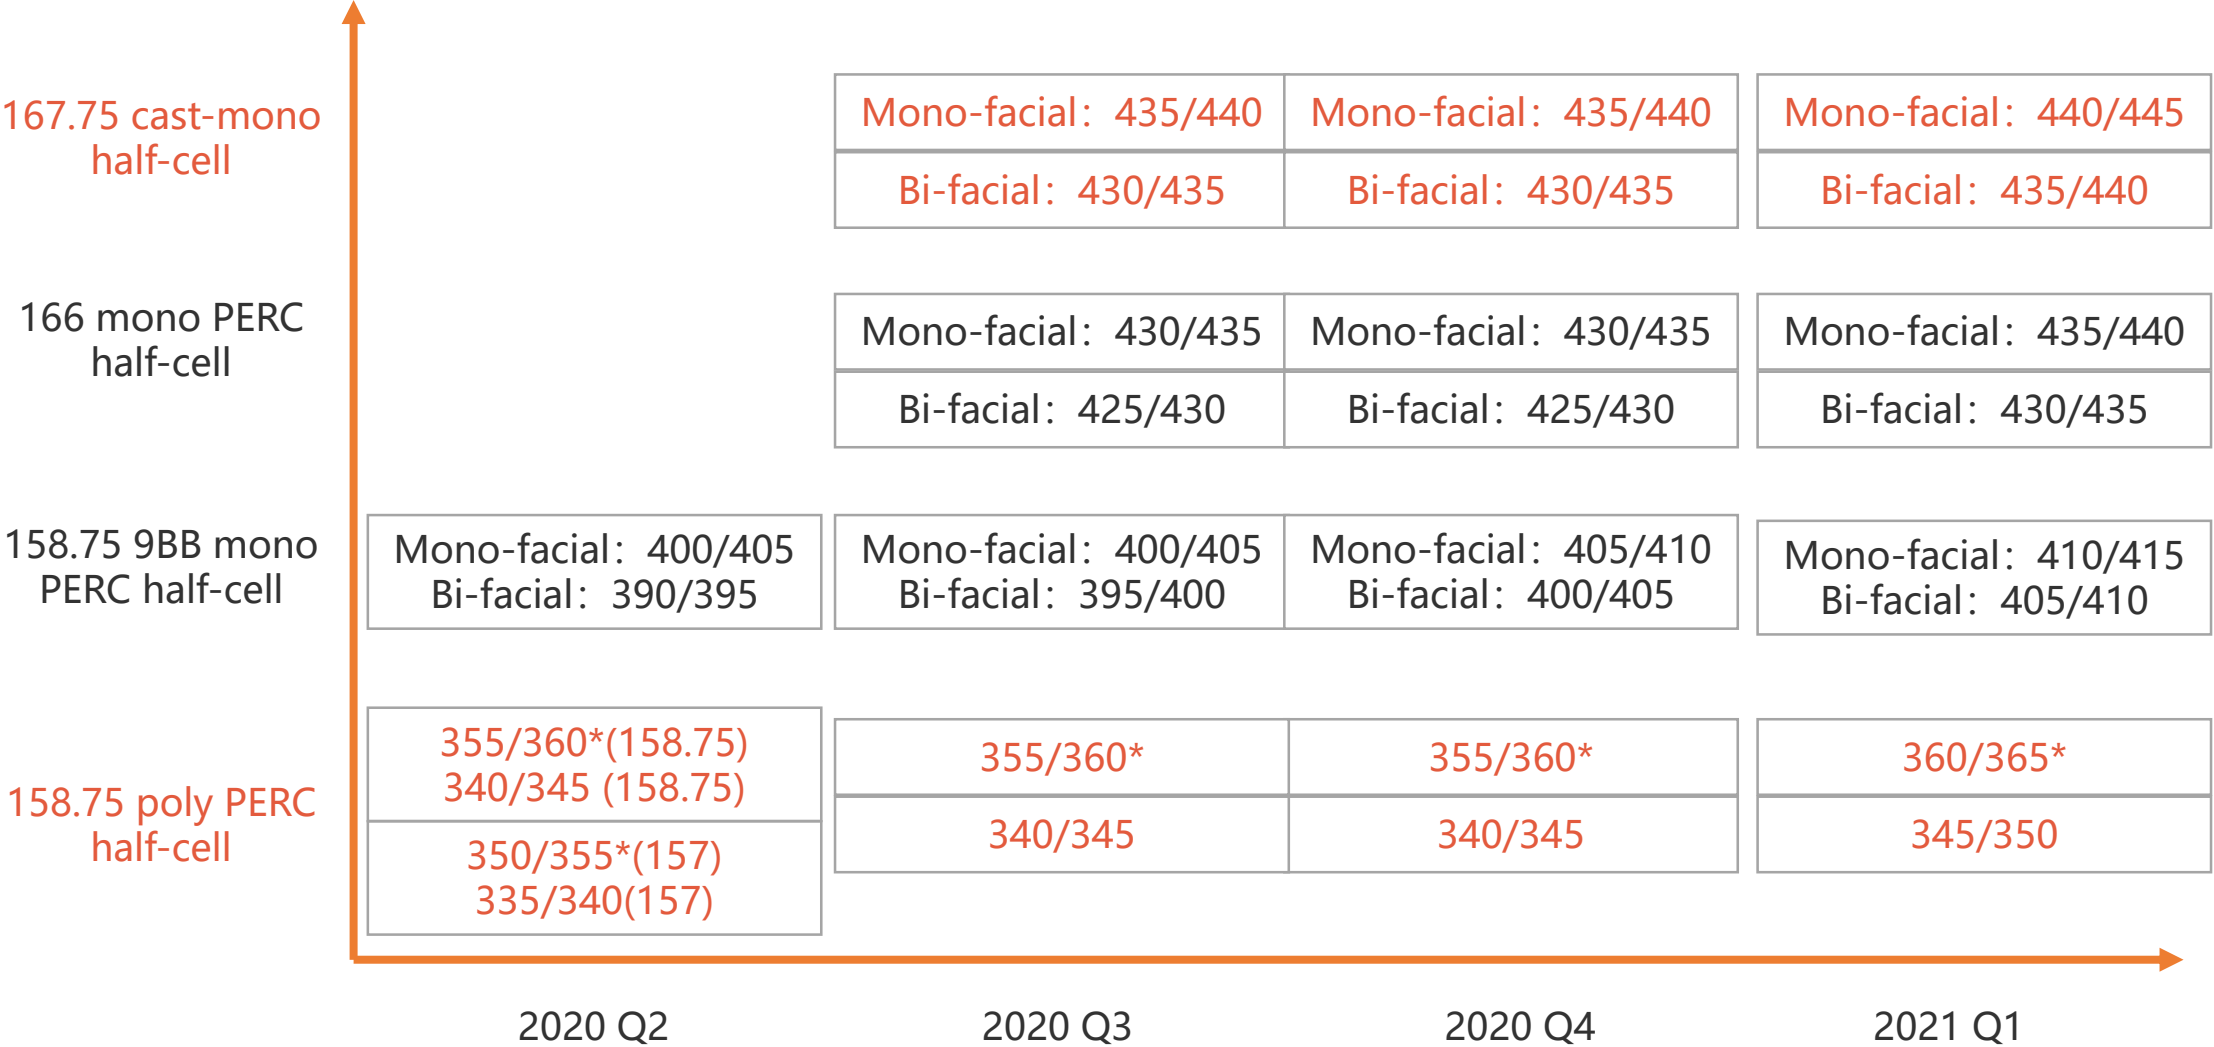 167.75 cast-mono
half-cell
Mono-facial：435/440
Mono-facial：435/440
Mono-facial：440/445
Bi-facial：430/435
Bi-facial：430/435
Bi-facial：435/440
166 mono PERC
half-cell
Mono-facial：430/435
Mono-facial：430/435
Mono-facial：435/440
Bi-facial：425/430
Bi-facial：425/430
Bi-facial：430/435
158.75 9BB mono
PERC half-cell
Mono-facial：400/405
Bi-facial：390/395
Mono-facial：400/405
Bi-facial：395/400
Mono-facial：405/410
Bi-facial：400/405
Mono-facial：410/415
Bi-facial：405/410
158.75 poly PERC
half-cell
355/360*(158.75)
340/345 (158.75)
350/355*(157)
335/340(157)
355/360*
355/360*
360/365*
340/345
340/345
345/350
2020 Q2
2020 Q3
2020 Q4
2021 Q1